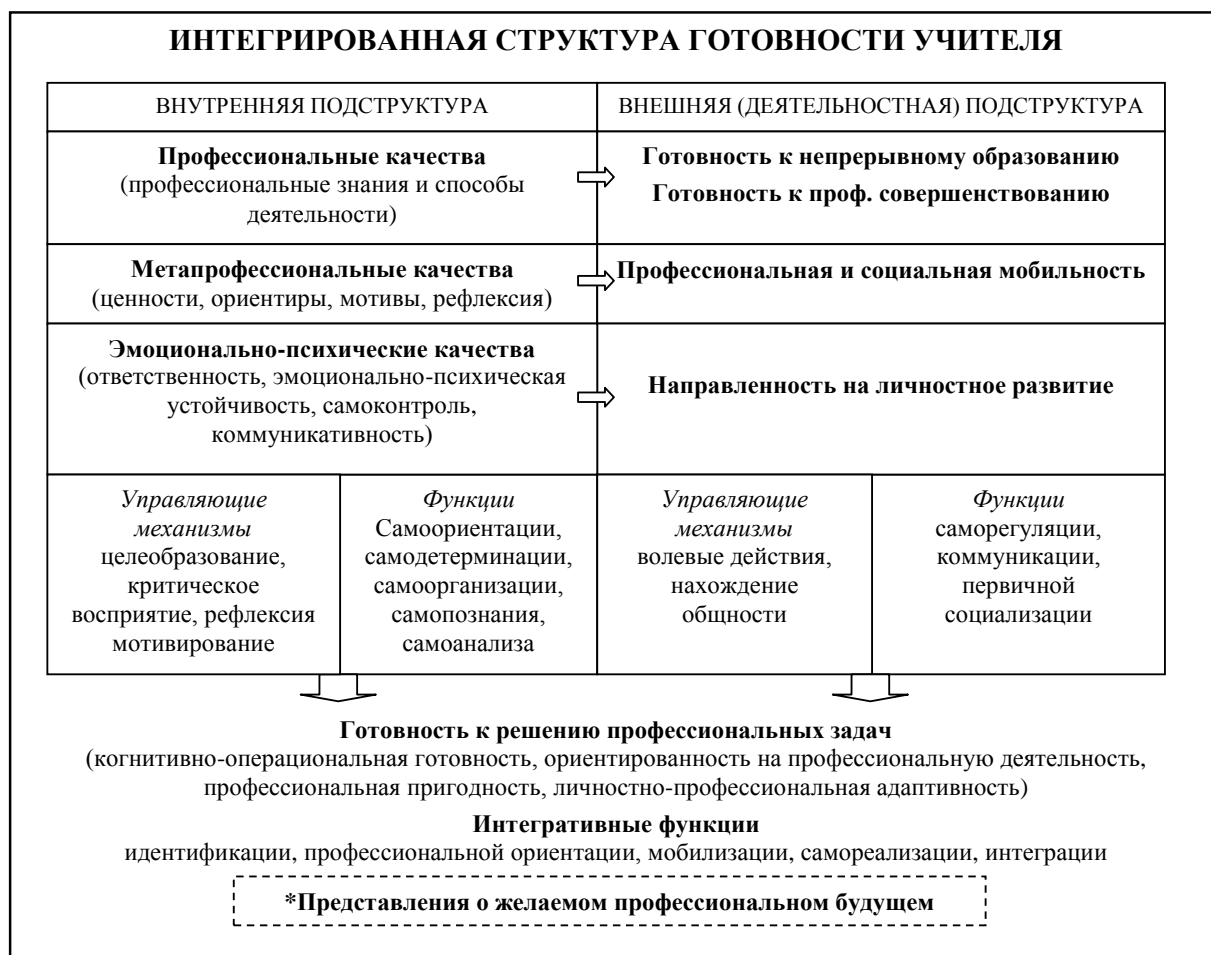 ИНТЕГРИРОВАННАЯ СТРУКТУРА ГОТОВНОСТИ УЧИТЕЛЯ
ВНУТРЕННЯЯ ПОДСТРУКТУРА
ВНЕШНЯЯ (ДЕЯТЕЛЬНОСТНАЯ) ПОДСТРУКТУРА
Профессиональные качества
(профессиональные знания и способы
деятельности)
Готовность к непрерывному образованию
Готовность к проф. совершенствованию
Метапрофессиональные качества
(ценности, ориентиры, мотивы, рефлексия)
Профессиональная и социальная мобильность
Эмоционально-психические качества
(ответственность, эмоционально-психическая
устойчивость, самоконтроль,
коммуникативность)
Направленность на личностное развитие
Управляющие
механизмы
целеобразование,
критическое
восприятие, рефлексия
мотивирование
Функции
Самоориентации,
самодетерминации,
самоорганизации,
самопознания,
самоанализа
Управляющие
механизмы
волевые действия,
нахождение
общности
Функции
саморегуляции,
коммуникации,
первичной
социализации
Готовность к решению профессиональных задач
(когнитивно-операциональная готовность, ориентированность на профессиональную деятельность,
профессиональная пригодность, личностно-профессиональная адаптивность)
Интегративные функции
идентификации, профессиональной ориентации, мобилизации, самореализации, интеграции
*Представления о желаемом профессиональном будущем